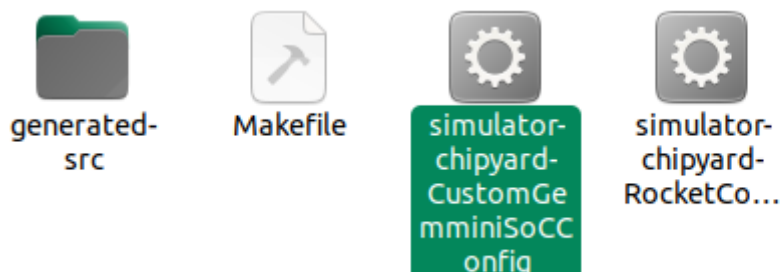 generated-
src
Makefile
simulator-
chipyard-
CustomGe
mminiSoCC
onfig
simulator-
chipyard-
RocketCo...